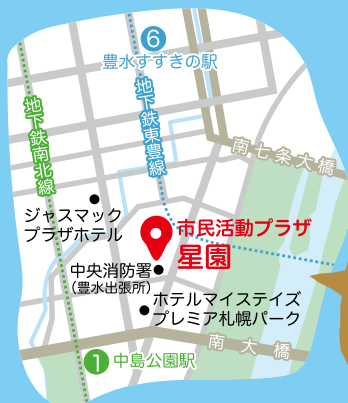 6
豊水すすきの駅
地下鉄南北線
地下鉄東豊線
南七条大橋
ジャスマック
プラザホテル
市民活動プラザ
星園
中央消防署
(豊水出張所)
ホテルマイステイズ
プレミア札幌パーク
南大橋
1 中島公園駅